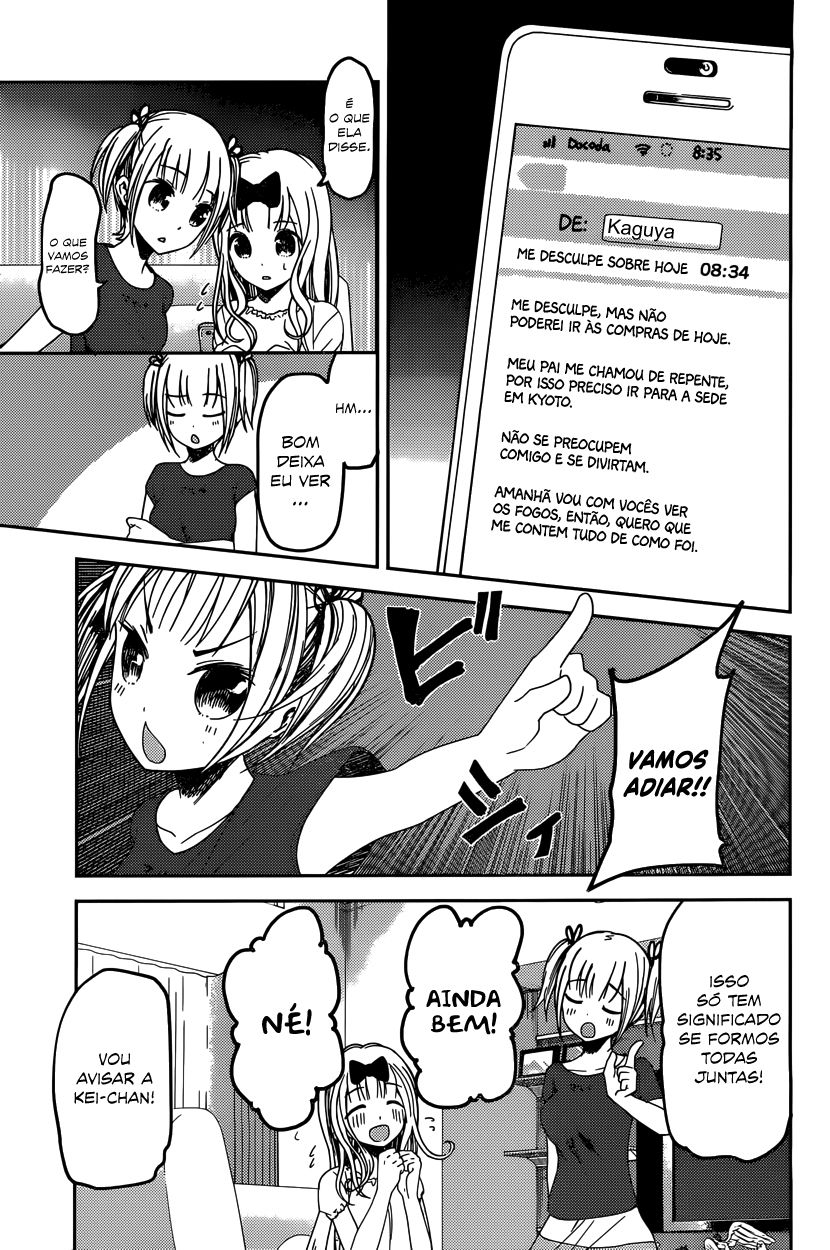 Docoda 8:35
DE: Kaguya
ME DESCULPE SOBRE HOJE 08:34
ME DESCULPE, MAS NÃO
PODEREI IR ÀS COMPRAS DE HOJE.
MEU PAI ME CHAMOU DE REPENTE,
POR ISSO PRECISO IR PARA A SEDE
EM KYOTO.
NÃO SE PREOCUPEM
COMIGO E SE DIVIRTAM.
AMANHÃ VOU COM VOCÊS VER
OS FOGOS, ENTÃO, QUERO QUE
ME CONTEM TUDO DE COMO FOI.
É
O QUE
ELA
DISSE.
O QUE
VAMOS
FAZER?
HM...
BOM
DEIXA
EU VER
...
ビシィ
VAMOS
ADIAR!!
ISSO
SÓ TEM
SIGNIFICADO
SE FORMOS
TODAS
JUNTAS!
AINDA
BEM!
NÉ!
VOU
AVISAR A
KEI-CHAN!